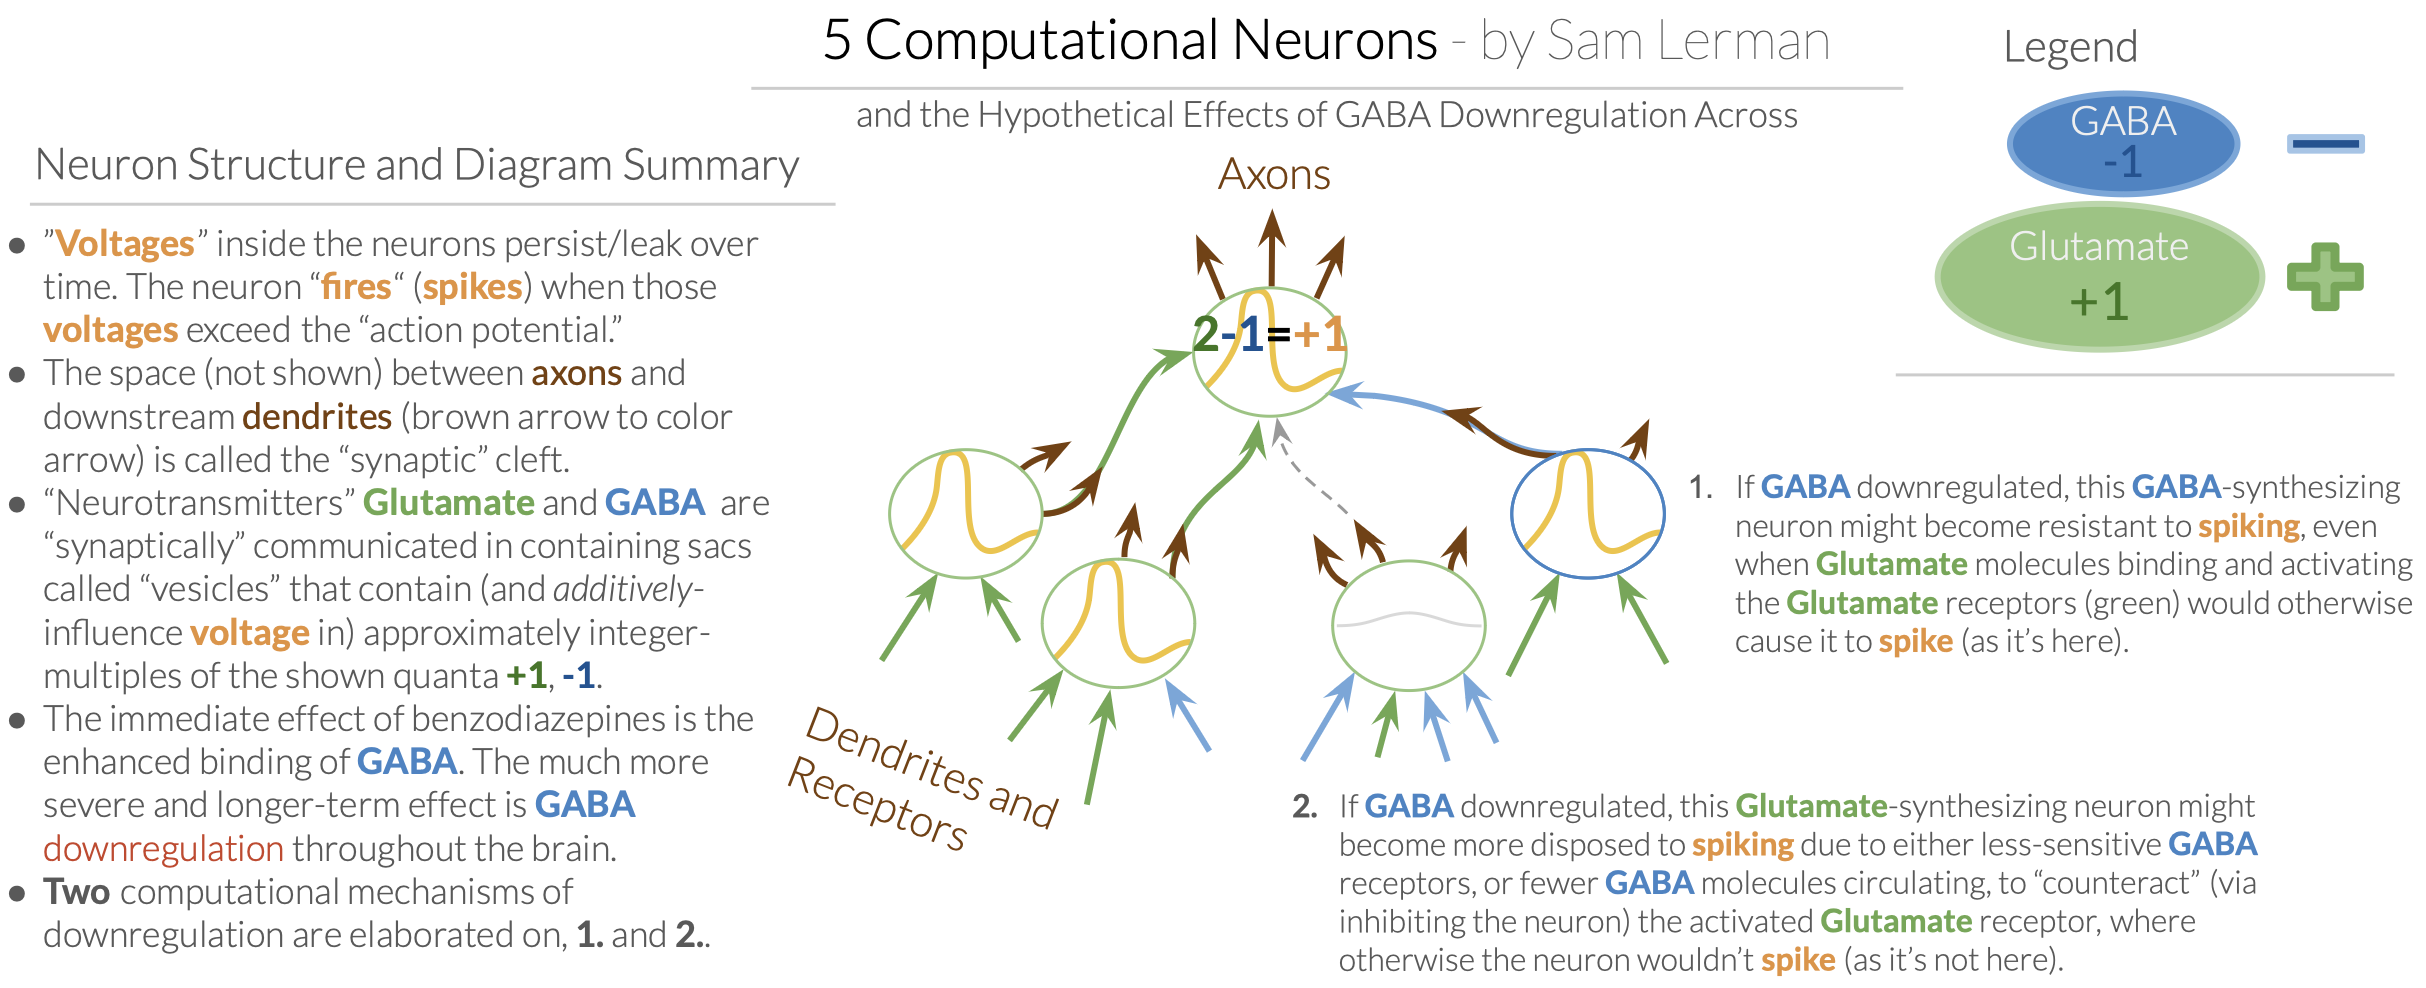 5 Computational Neurons - by Sam Lerman
and the Hypothetical Effects of GABA Downregulation Across
Legend
GABA
-1
Glutamate
+1
Neuron Structure and Diagram Summary
● ”Voltages” inside the neurons persist/leak over
time. The neuron “fires“ (spikes) when those
voltages exceed the “action potential.”
● The space (not shown) between axons and
downstream dendrites (brown arrow to color
arrow) is called the “synaptic” cleft.
● “Neurotransmitters” Glutamate and GABA are
“synaptically” communicated in containing sacs
called “vesicles” that contain (and additively-
influence voltage in) approximately integer-
multiples of the shown quanta +1, -1.
● The immediate effect of benzodiazepines is the
enhanced binding of GABA. The much more
severe and longer-term effect is GABA
downregulation throughout the brain.
● Two computational mechanisms of
downregulation are elaborated on, 1. and 2..
Axons
2-1=+1
Dendrites and
Receptors
1. If GABA downregulated, this GABA-synthesizing
neuron might become resistant to spiking, even
when Glutamate molecules binding and activating
the Glutamate receptors (green) would otherwise
cause it to spike (as it’s here).
2. If GABA downregulated, this Glutamate-synthesizing neuron might
become more disposed to spiking due to either less-sensitive GABA
receptors, or fewer GABA molecules circulating, to “counteract” (via
inhibiting the neuron) the activated Glutamate receptor, where
otherwise the neuron wouldn’t spike (as it’s not here).